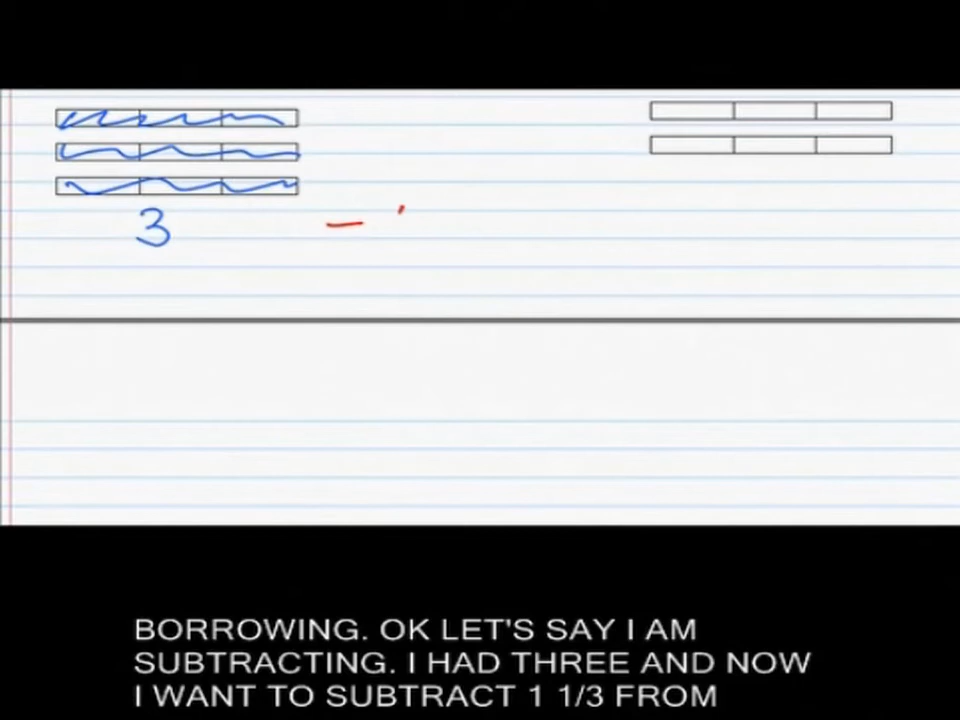 3 −
BORROWING. OK LET'S SAY I AM
SUBTRACTING. I HAD THREE AND NOW
I WANT TO SUBTRACT 1 1/3 FROM